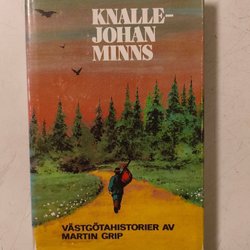 KNALLE-
JOHAN
MINNS
VÄSTGÖTAHISTORIER AV
MARTIN GRIP